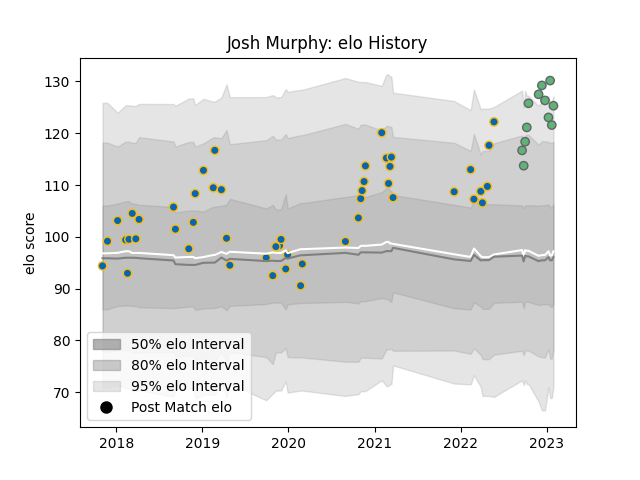 Josh Murphy: elo History
elo score
130
120
110
100
90
80
70
50% elo Interval
80% elo Interval
95% elo Interval
Post Match elo
2018 2019 2020 2021 2022 2023